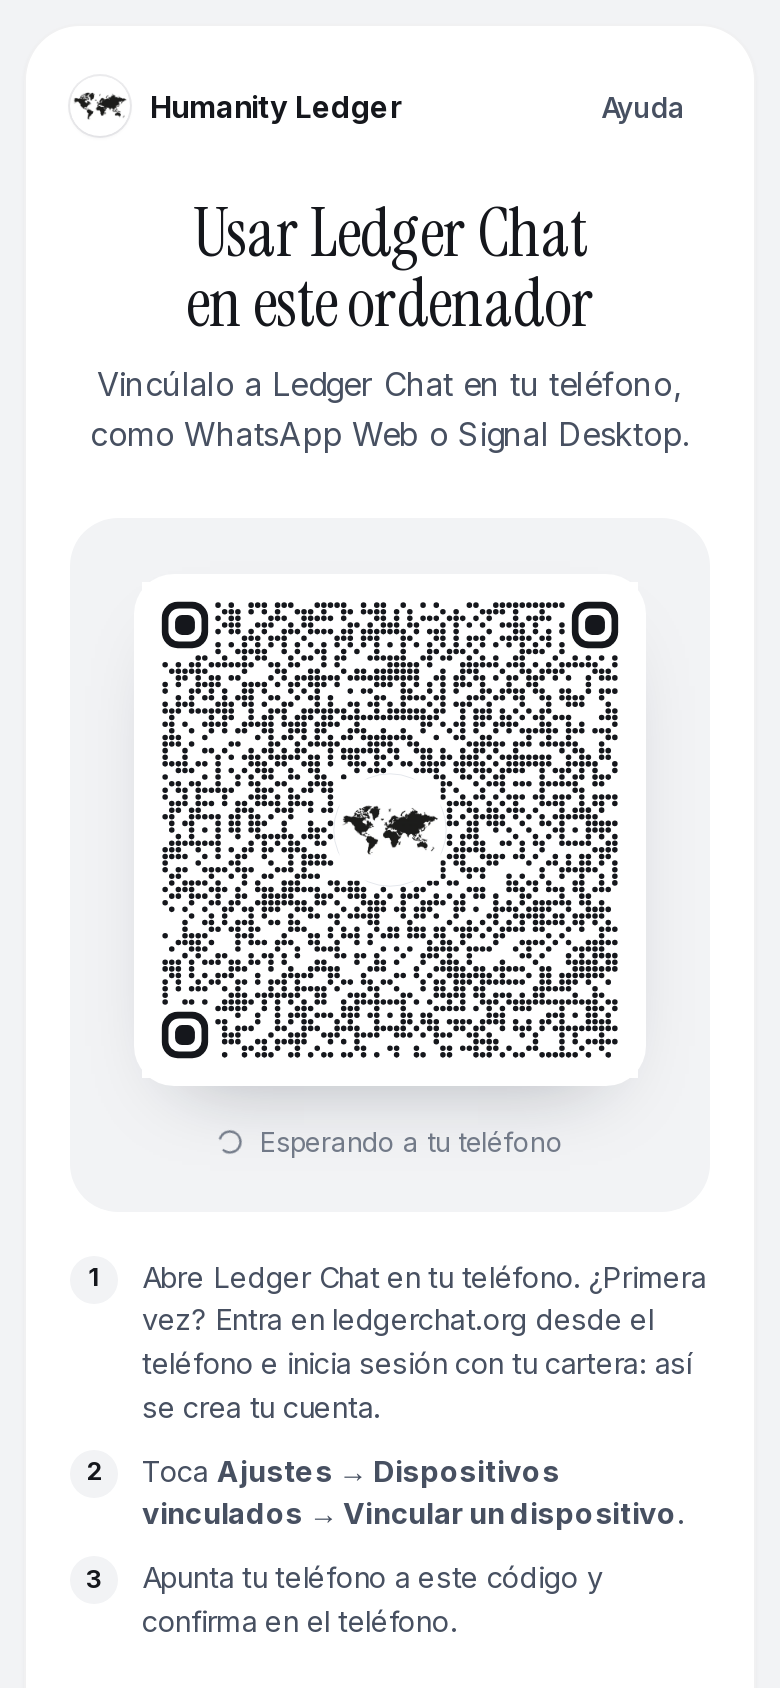 Humanity Ledger
Ayuda
Usar Ledger Chat
en este ordenador
Vincúlalo a Ledger Chat en tu teléfono,
como WhatsApp Web o Signal Desktop.
Esperando a tu teléfono
1
Abre Ledger Chat en tu teléfono. ¿Primera
vez? Entra en ledgerchat.org desde el
teléfono e inicia sesión con tu cartera: así
se crea tu cuenta.
2
Toca Ajustes → Dispositivos
vinculados → Vincular un dispositivo.
3
Apunta tu teléfono a este código y
confirma en el teléfono.